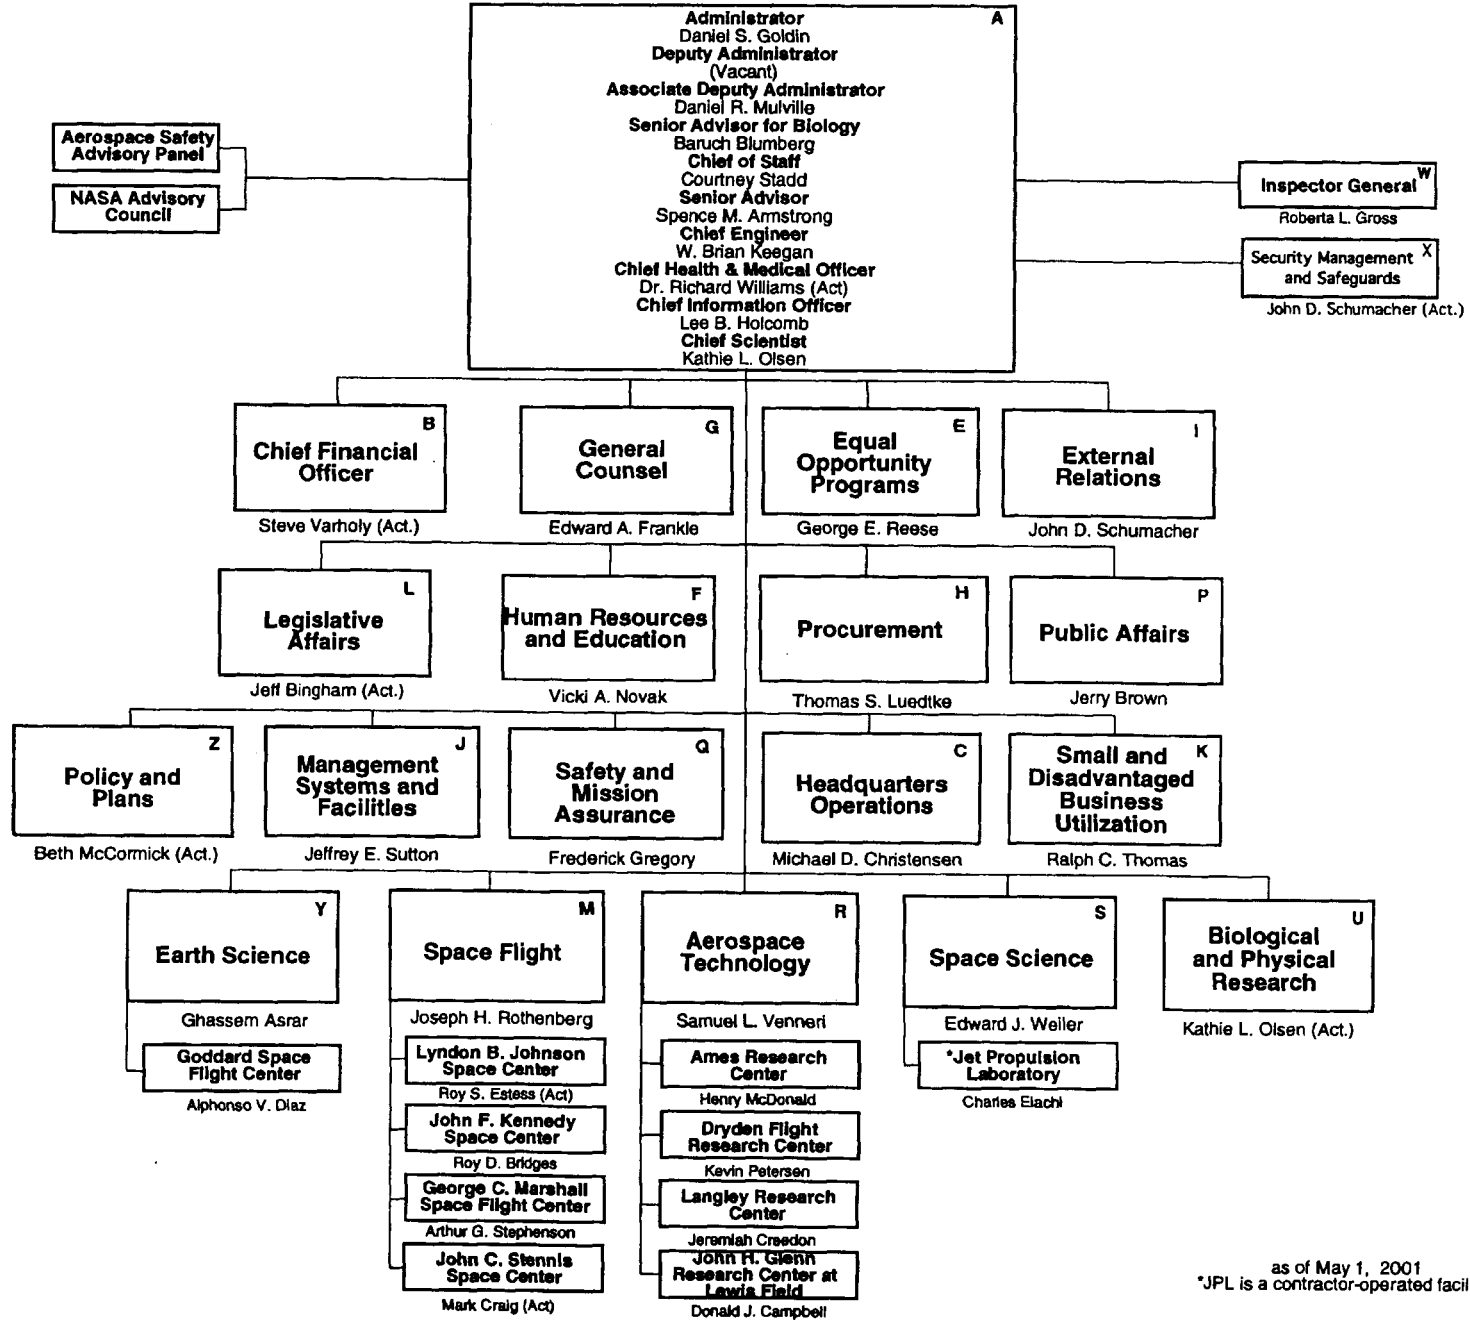 A
Administrator
Daniel S. Goldin
Deputy Administrator
(Vacant)
Associate Deputy Administrator
Daniel R. Mulville
Senior Advisor for Biology
Baruch Blumberg
Chief of Staff
Courtney Stadd
Senior Advisor
Spence M. Armstrong
Chief Engineer
W. Brian Keegan
Chief Health & Medical Officer
Dr. Richard Williams (Act)
Chief Information Officer
Lee B. Holcomb
Chief Scientist
Kathie L. Olsen
Aerospace Safety
Advisory Panel
NASA Advisory
Council
W
Inspector General
Roberta L. Gross
X
Security Management
and Safeguards
John D. Schumacher (Act.)
B
Chief Financial
Officer
Steve Varholy (Act.)
G
General
Counsel
Edward A. Frankle
E
Equal
Opportunity
Programs
George E. Reese
I
External
Relations
John D. Schumacher
L
Legislative
Affairs
Jeff Bingham (Act.)
F
Human Resources
and Education
Vicki A. Novak
H
Procurement
Thomas S. Luedtke
P
Public Affairs
Jerry Brown
Z
Policy and
Plans
Beth McCormick (Act.)
J
Management
Systems and
Facilities
Jeffrey E. Sutton
Q
Safety and
Mission
Assurance
Frederick Gregory
C
Headquarters
Operations
Michael D. Christensen
K
Small and
Disadvantaged
Business
Utilization
Ralph C. Thomas
Y
Earth Science
Ghassem Asrar
Goddard Space
Flight Center
Alphonso V. Diaz
M
Space Flight
Joseph H. Rothenberg
Lyndon B. Johnson
Space Center
Roy S. Estess (Act)
John F. Kennedy
Space Center
Roy D. Bridges
George C. Marshall
Space Flight Center
Arthur G. Stephenson
John C. Stennis
Space Center
Mark Craig (Act)
R
Aerospace
Technology
Samuel L. Venneri
Ames Research
Center
Henry McDonald
Dryden Flight
Research Center
Kevin Petersen
Langley Research
Center
Jeremiah Creedon
John H. Glenn
Research Center at
Lewis Field
Donald J. Campbell
S
Space Science
Edward J. Weiler
*Jet Propulsion
Laboratory
Charles Elachi
U
Biological
and Physical
Research
Kathie L. Olsen (Act.)
as of May 1, 2001
*JPL is a contractor-operated facil